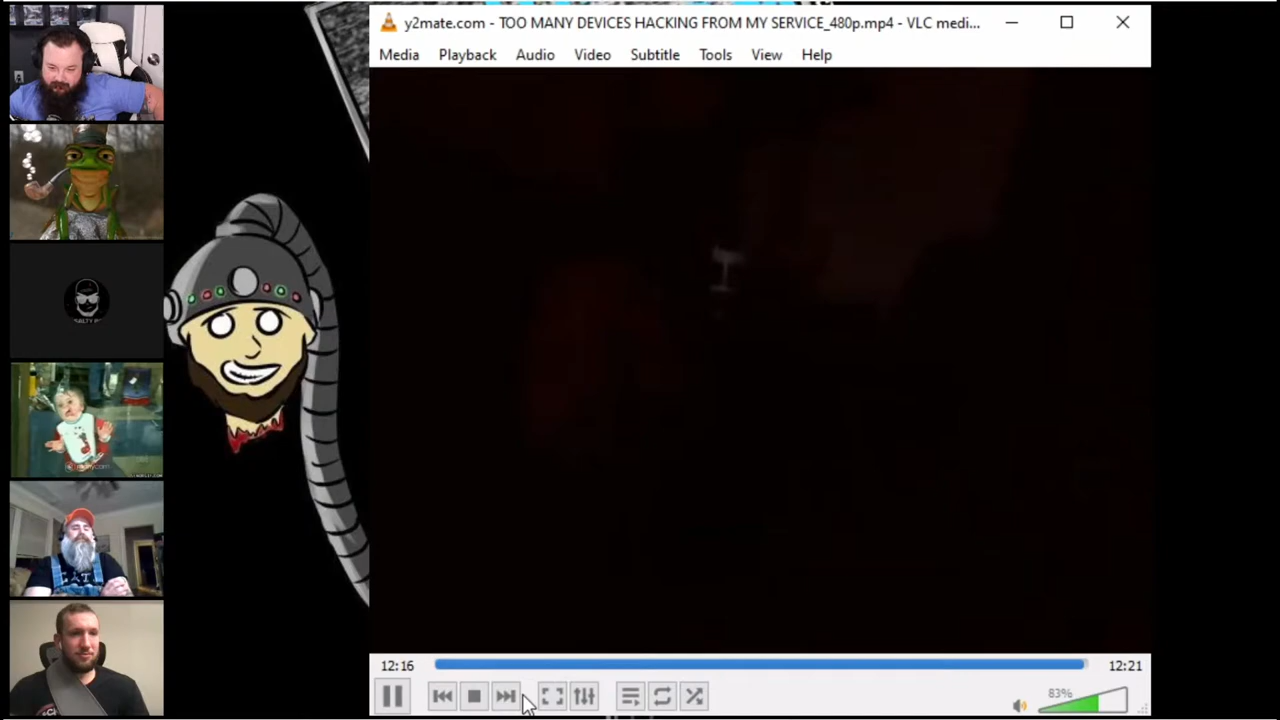 y2mate.com - TOO MANY DEVICES HACKING FROM MY SERVICE_480p.mp4 - VLC medi...
Media Playback Audio Video Subtitle Tools View Help
12:16 12:21
83%